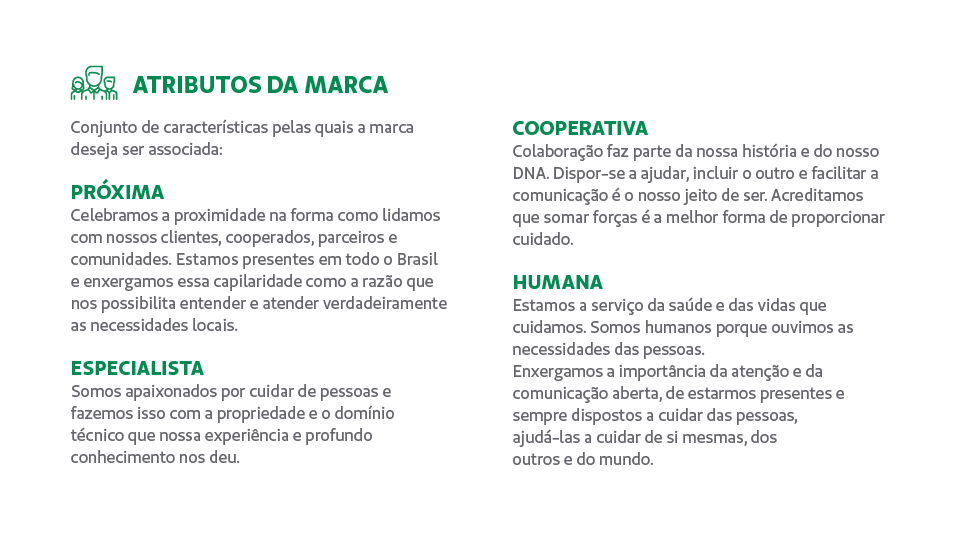 ATRIBUTOS DA MARCA
Conjunto de características pelas quais a marca
deseja ser associada:
PRÓXIMA
Celebramos a proximidade na forma como lidamos
com nossos clientes, cooperados, parceiros e
comunidades. Estamos presentes em todo o Brasil
e enxergamos essa capilaridade como a razão que
nos possibilita entender e atender verdadeiramente
as necessidades locais.
ESPECIALISTA
Somos apaixonados por cuidar de pessoas e
fazemos isso com a propriedade e o domínio
técnico que nossa experiência e profundo
conhecimento nos deu.
COOPERATIVA
Colaboração faz parte da nossa história e do nosso
DNA. Dispor-se a ajudar, incluir o outro e facilitar a
comunicação é o nosso jeito de ser. Acreditamos
que somar forças é a melhor forma de proporcionar
cuidado.
HUMANA
Estamos a serviço da saúde e das vidas que
cuidamos. Somos humanos porque ouvimos as
necessidades das pessoas.
Enxergamos a importância da atenção e da
comunicação aberta, de estarmos presentes e
sempre dispostos a cuidar das pessoas,
ajudá-las a cuidar de si mesmas, dos
outros e do mundo.